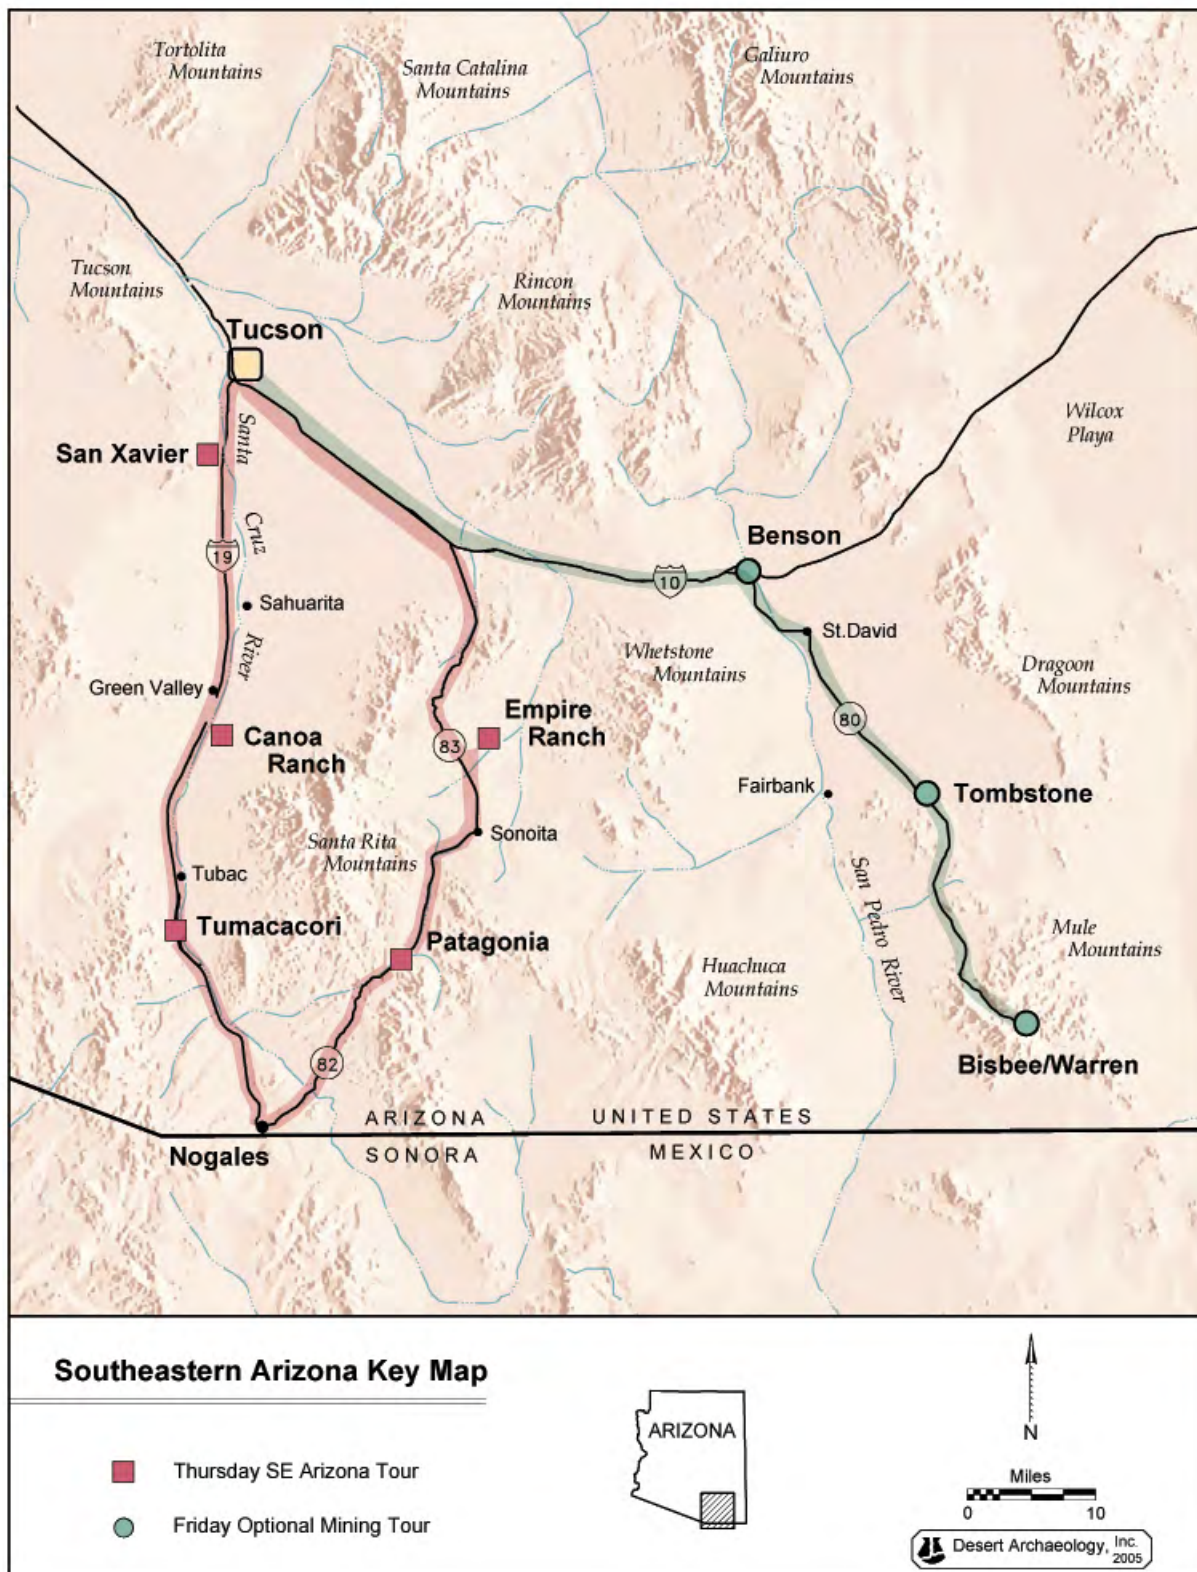 Tortolita
Mountains
Santa Catalina
Mountains
Galiuro
Mountains
Tucson
Mountains
Rincon
Mountains
Tucson
Wilcox
Playa
San Xavier
Santa
Cruz
River
Benson
19
10
Sahuarita
St.David
Whetstone
Mountains
Dragoon
Mountains
Green Valley
Empire
Ranch
80
Canoa
Ranch
83
Fairbank
Tombstone
Sonoita
Santa Rita
Mountains
Tubac
San Pedro River
Tumacacori
Patagonia
Mule
Mountains
Huachuca
Mountains
82
Bisbee/Warren
ARIZONA
UNITED STATES
Nogales
SONORA
MEXICO
Southeastern Arizona Key Map
Thursday SE Arizona Tour
Friday Optional Mining Tour
ARIZONA
N
Miles
0 10
Desert Archaeology, Inc.
2005